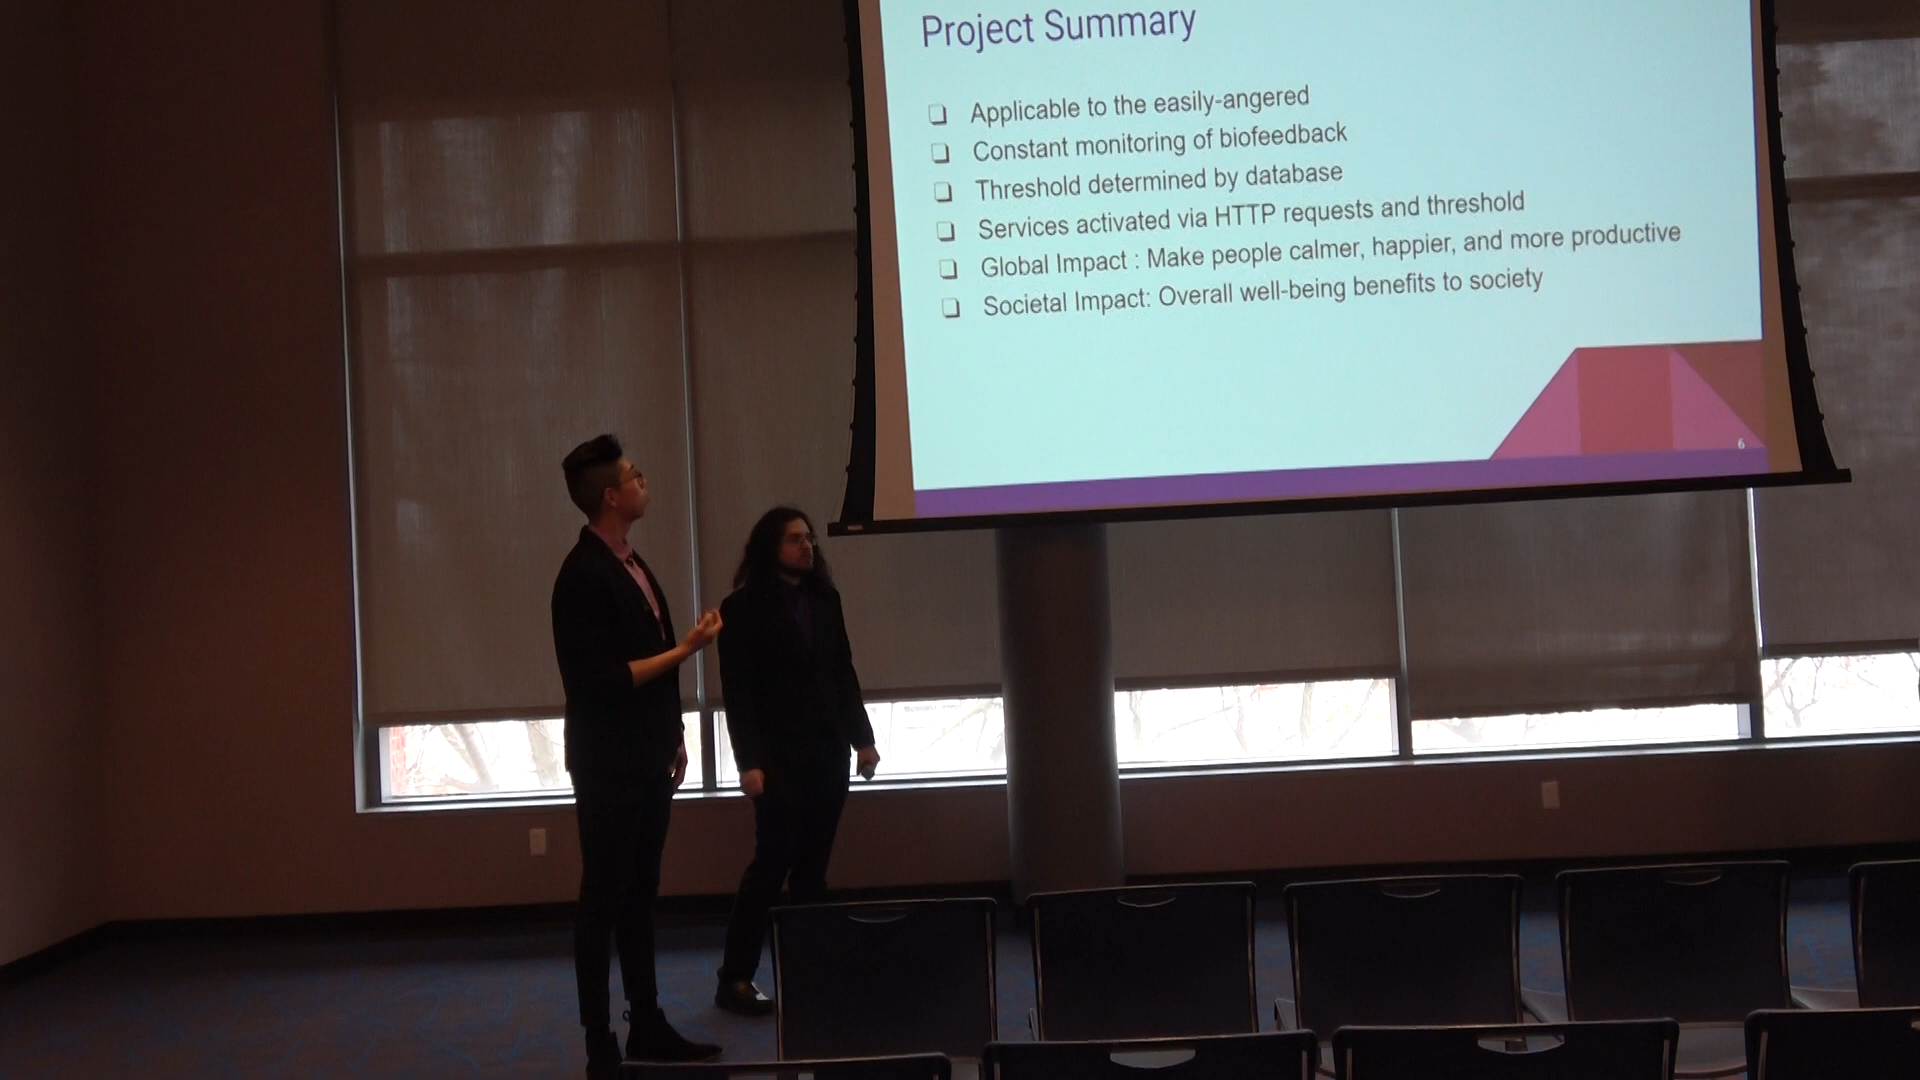 Project Summary
❏ Applicable to the easily-angered
❏ Constant monitoring of biofeedback
❏ Threshold determined by database
❏ Services activated via HTTP requests and threshold
❏ Global Impact : Make people calmer, happier, and more productive
❏ Societal Impact: Overall well-being benefits to society
6